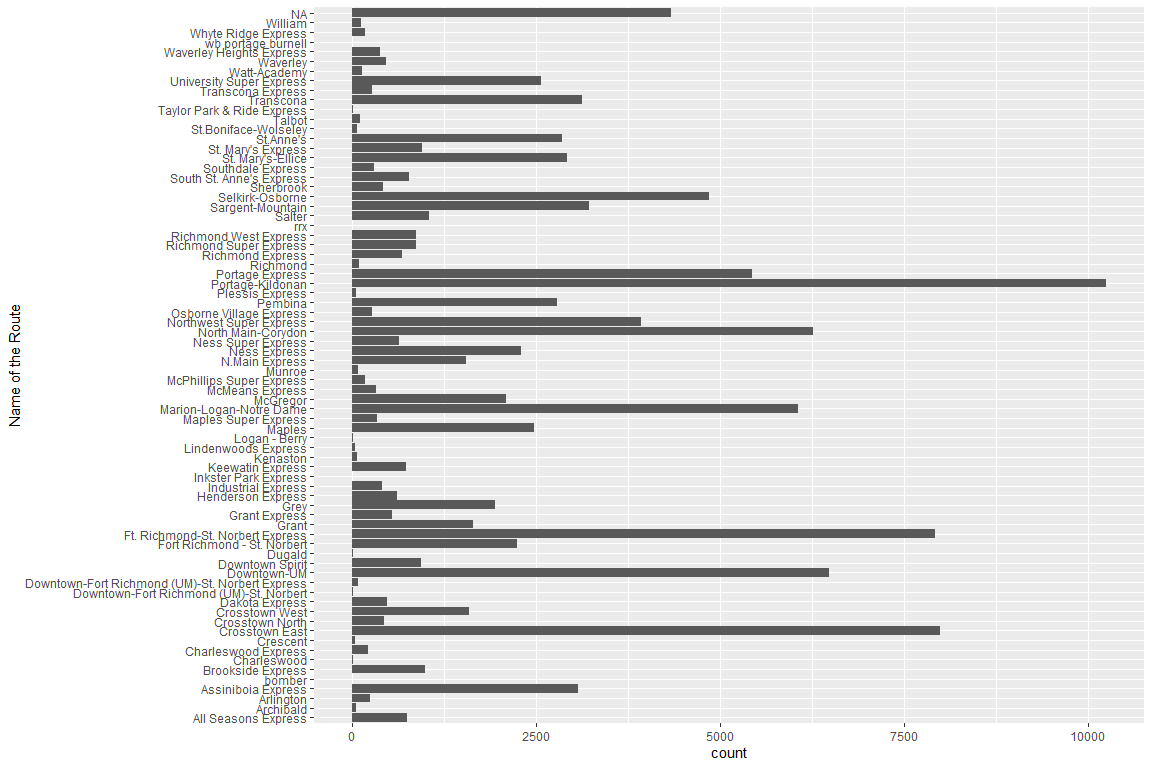 NA
William
Whyte Ridge Express
wb portage burnell
Waverley Heights Express
Waverley
Watt-Academy
University Super Express
Transcona Express
Transcona
Taylor Park & Ride Express
Talbot
St.Boniface-Wolseley
St.Anne's
St. Mary's Express
St. Mary's-Ellice
Southdale Express
South St. Anne's Express
Sherbrook
Selkirk-Osborne
Sargent-Mountain
Salter
rrx
Richmond West Express
Richmond Super Express
Richmond Express
Richmond
Portage Express
Portage-Kildonan
Plessis Express
Pembina
Osborne Village Express
Northwest Super Express
North Main-Corydon
Ness Super Express
Ness Express
N.Main Express
Munroe
McPhillips Super Express
McMeans Express
McGregor
Marion-Logan-Notre Dame
Maples Super Express
Maples
Logan - Berry
Lindenwoods Express
Kenaston
Keewatin Express
Inkster Park Express
Industrial Express
Henderson Express
Grey
Grant Express
Grant
Ft. Richmond-St. Norbert Express
Fort Richmond - St. Norbert
Dugald
Downtown Spirit
Downtown-UM
Downtown-Fort Richmond (UM)-St. Norbert Express
Downtown-Fort Richmond (UM)-St. Norbert
Dakota Express
Crosstown West
Crosstown North
Crosstown East
Crescent
Charleswood Express
Charleswood
Brookside Express
bomber
Assiniboia Express
Arlington
Archibald
All Seasons Express
Name of the Route
0 2500 5000 7500 10000
count